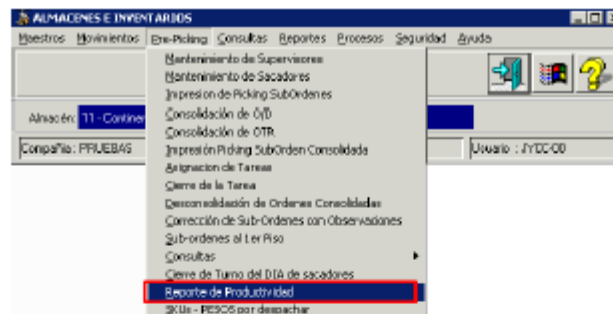 ALMACENES E INVENTARIOS
Maestros Movimientos Pre-Picking Consultas Reportes Procesos Seguridad Ayuda
Mantenimiento de Supervisores
Mantenimiento de Sacadores
Impresion de Picking SubOrdenes
Consolidación de O/D
Almacén: 11 - Contine
Consolidación de OTR
Compañia: PRUEBAS
Impresión Picking SubOrden Consolidada
Usuario :
Asignacion de Tareas
Cierre de la Tarea
Desconsolidación de Ordenes Consolidadas
Corrección de Sub-Ordenes con Observaciones
Sub-ordenes al 1er Piso
Consultas
Cierre de Turno del DIA de sacadores
Reporte de Productividad
SKUs - PESOS por despachar